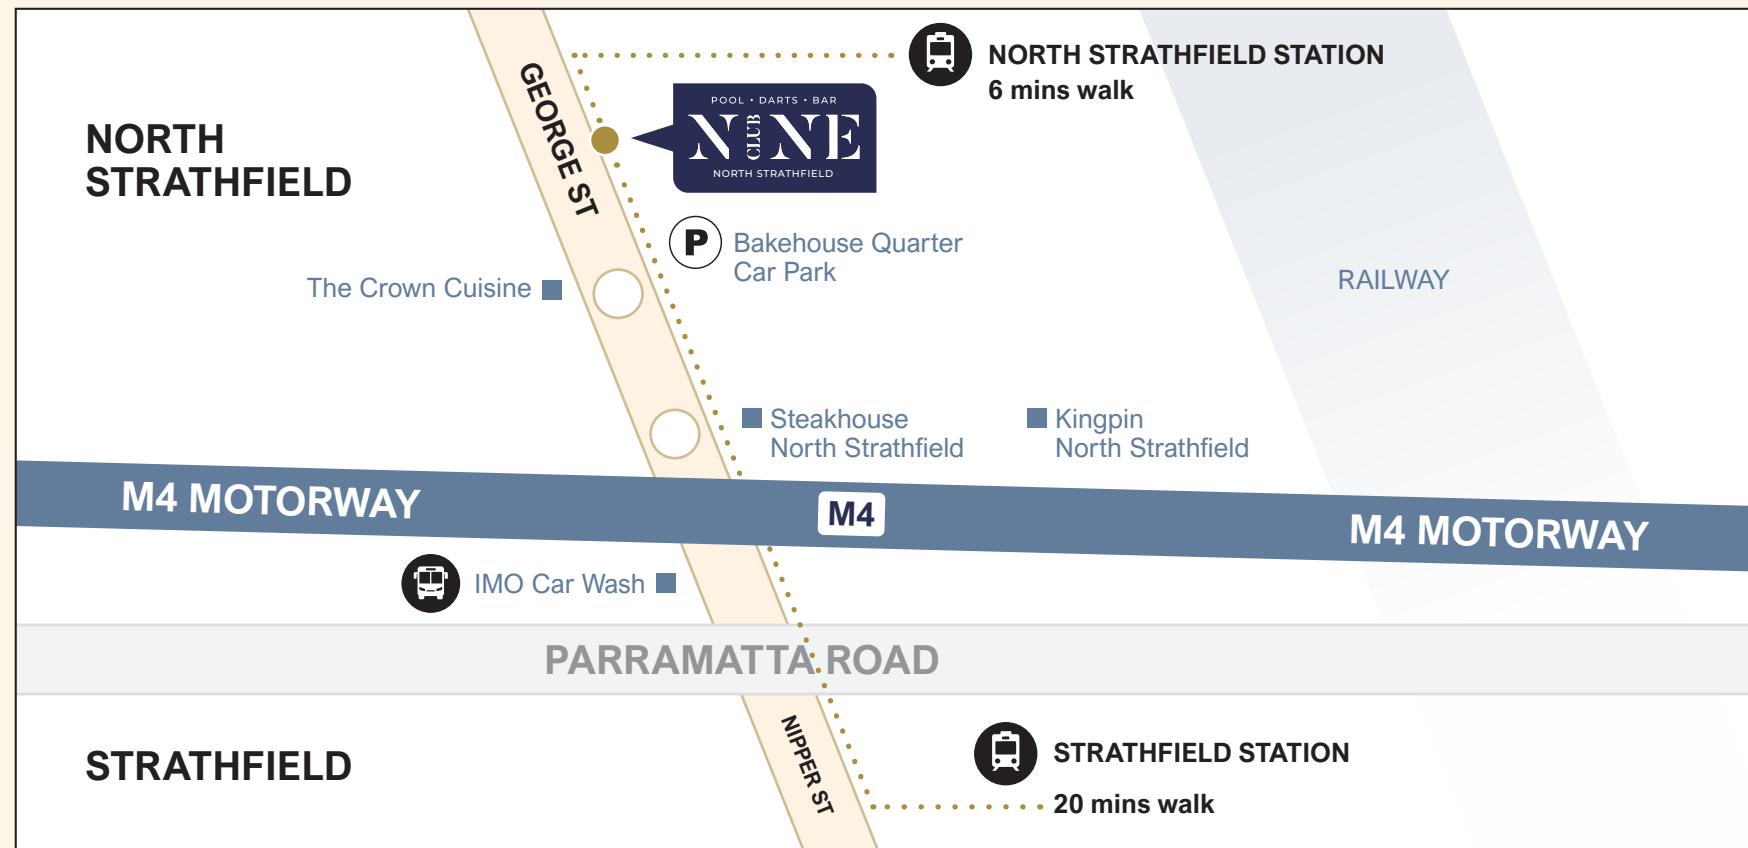 NORTH STRATHFIELD STATION
6 mins walk
GEORGE ST
POOL • DARTS • BAR
NINE
CLUB
NORTH STRATHFIELD
NORTH
STRATHFIELD
P
Bakehouse Quarter
Car Park
The Crown Cuisine
RAILWAY
Steakhouse
North Strathfield
Kingpin
North Strathfield
M4 MOTORWAY
M4
M4 MOTORWAY
IMO Car Wash
PARRAMATTA ROAD
NIPPER ST
STRATHFIELD
STRATHFIELD STATION
20 mins walk